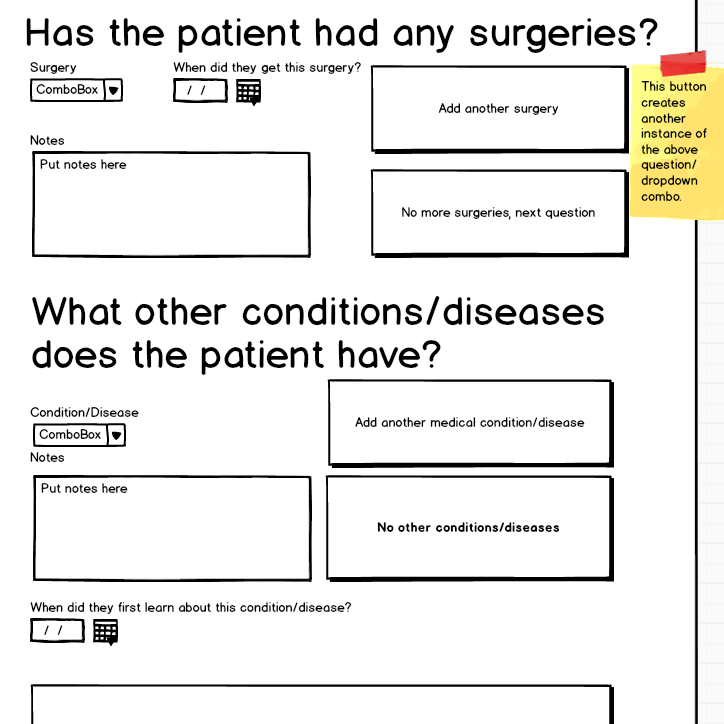 Has the patient had any surgeries?
Surgery
When did they get this surgery?
ComboBox
/ /
Add another surgery
This button
creates
another
instance of
the above
question/
dropdown
combo.
Notes
Put notes here
No more surgeries, next question
What other conditions/diseases
does the patient have?
Condition/Disease
ComboBox
Add another medical condition/disease
Notes
Put notes here
No other conditions/diseases
When did they first learn about this condition/disease?
/ /